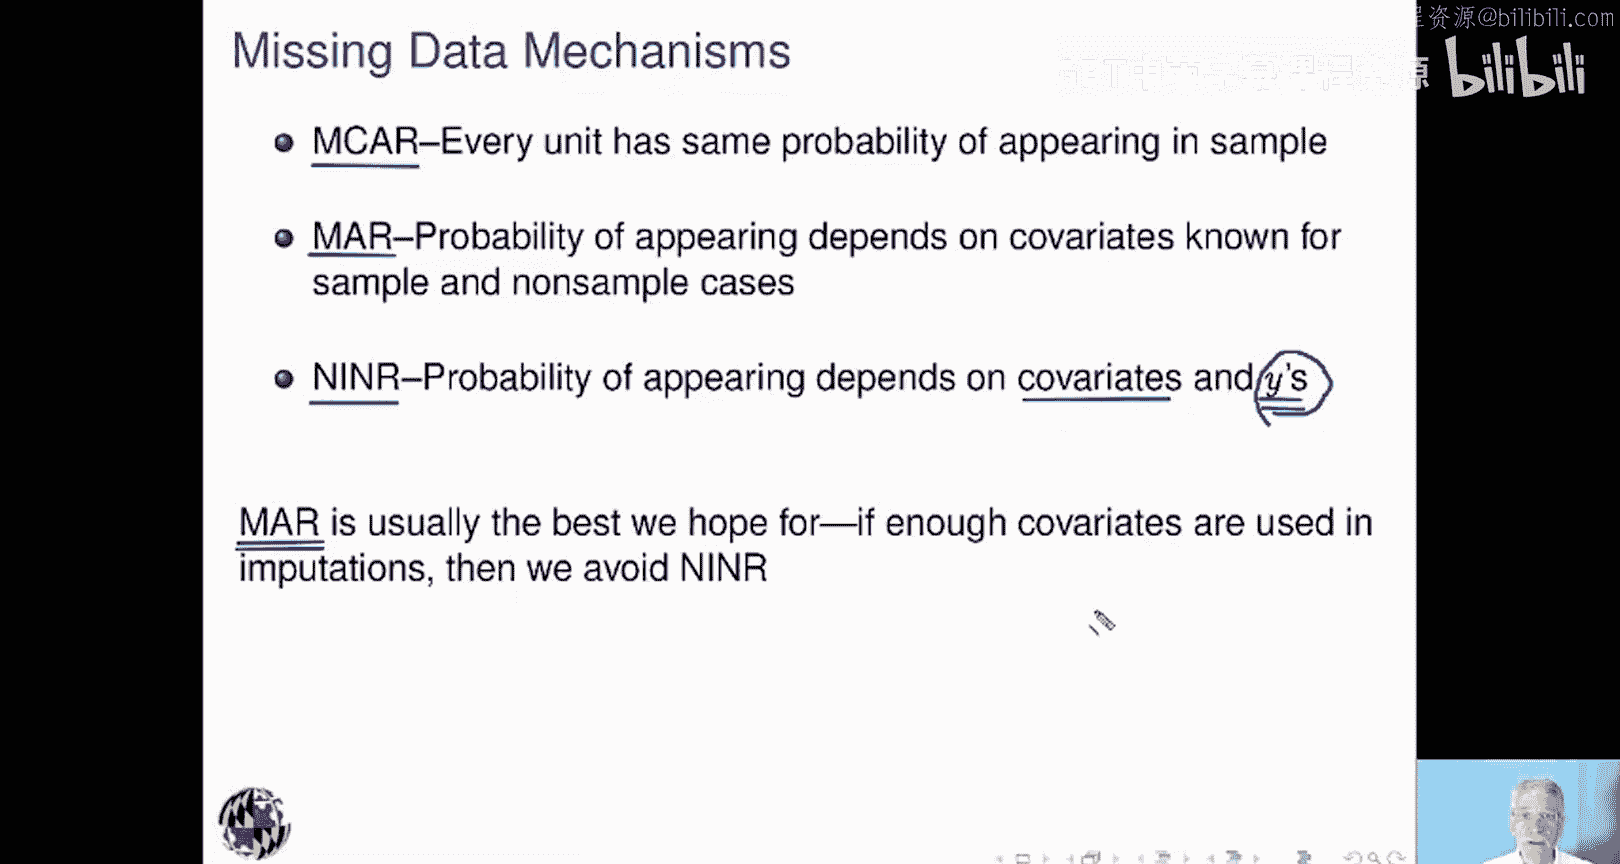 资源@bilibili.com
bilibili
Missing Data Mechanisms
MCAR–Every unit has same probability of appearing in sample
MAR–Probability of appearing depends on covariates known for
sample and nonsample cases
NINR–Probability of appearing depends on covariates and y's
MAR is usually the best we hope for—if enough covariates are used in
imputations, then we avoid NINR